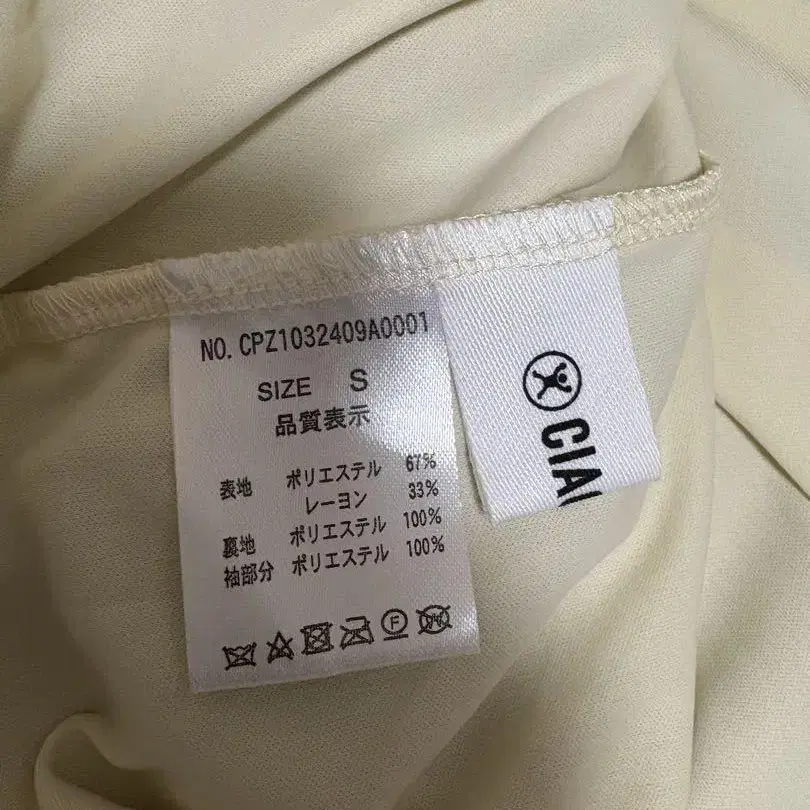 NO. CPZ1032409A0001
SIZE S
品質表示
表地 ポリエステル 67%
レーヨン 33%
裏地 ポリエステル 100%
袖部分 ポリエステル 100%
F
W